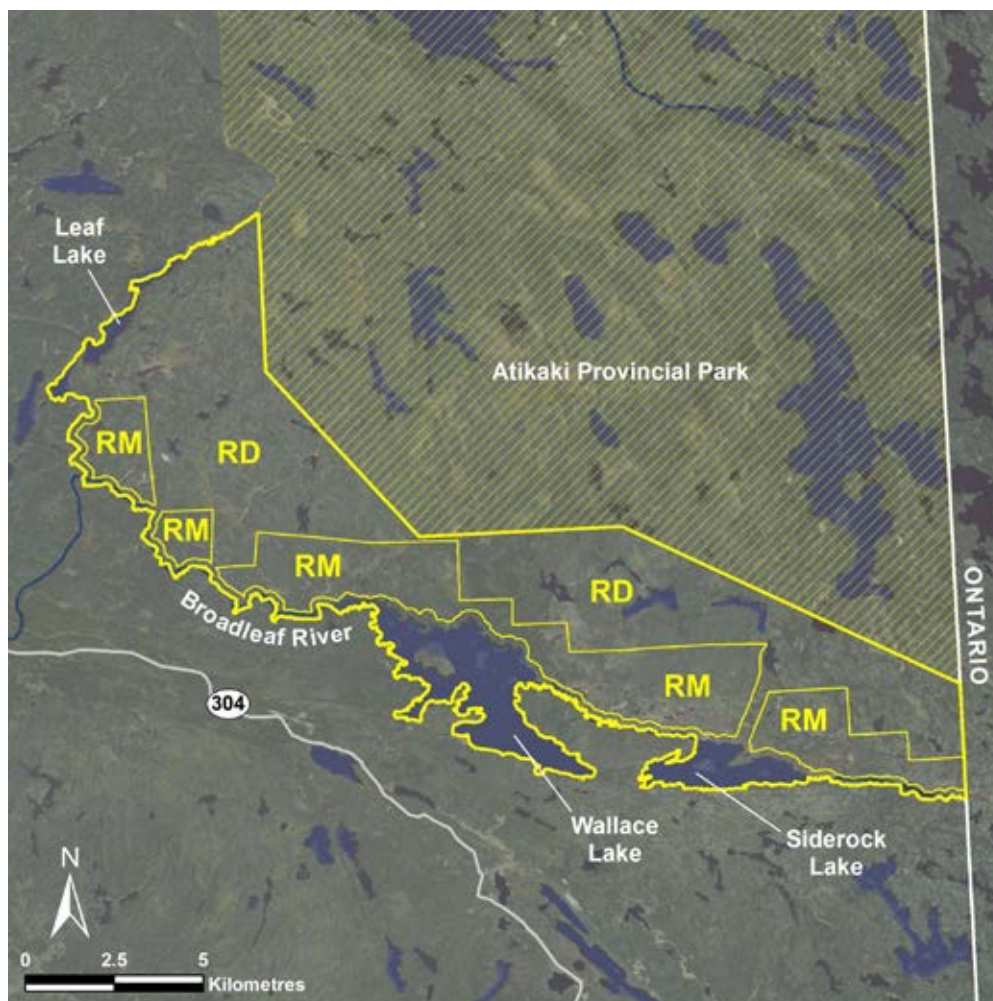 Leaf
Lake
Atikaki Provincial Park
RM
RD
RM
RM
RD
Broadleaf River
ONTARIO
RM
RM
304
Wallace
Lake
Siderock
Lake
N
0 2.5 5
Kilometres